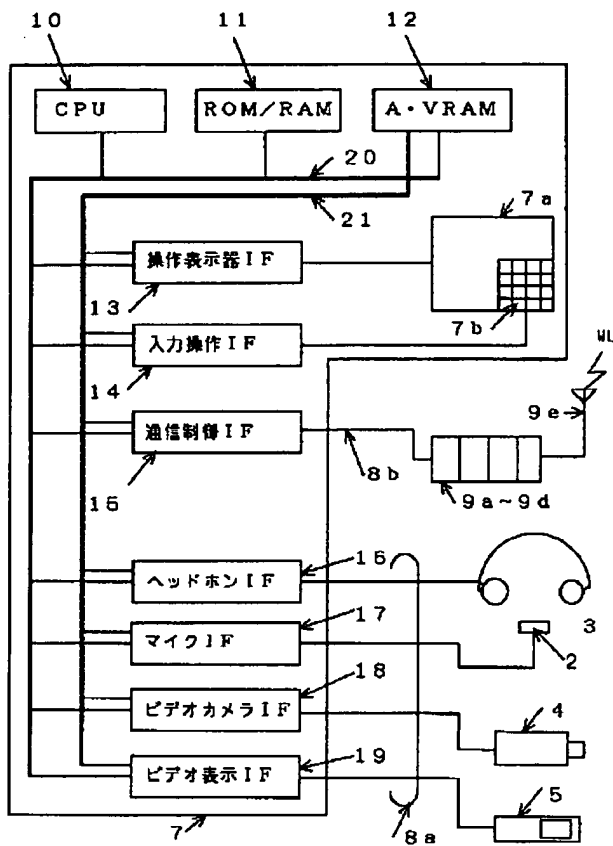 10
11
12
CPU
ROM/RAM
A・VRAM
20
21
7a
操作表示器IF
13
7b
入力操作IF
14
WL
9e
通信制御IF
15
8b
9a~9d
ヘッドホンIF
16
3
マイクIF
17
2
ビデオカメラIF
18
4
ビデオ表示IF
19
5
7
8a